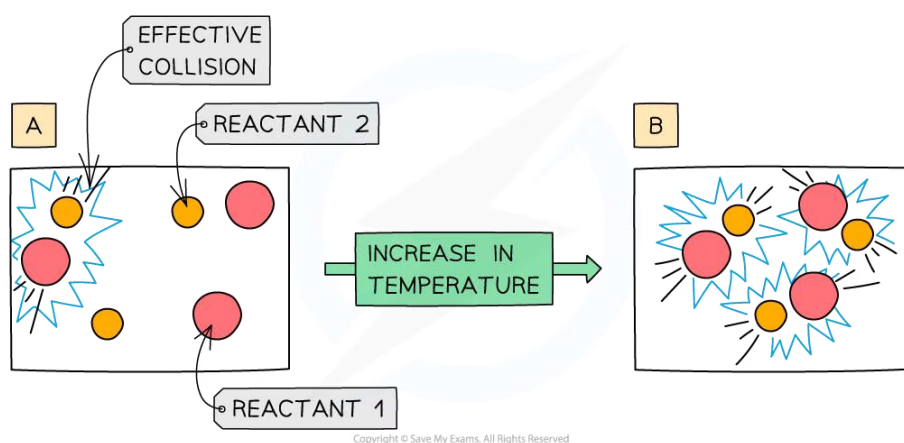 EFFECTIVE
COLLISION
A
REACTANT 2
B
INCREASE IN
TEMPERATURE
REACTANT 1
Copyright © Save My Exams. All Rights Reserved